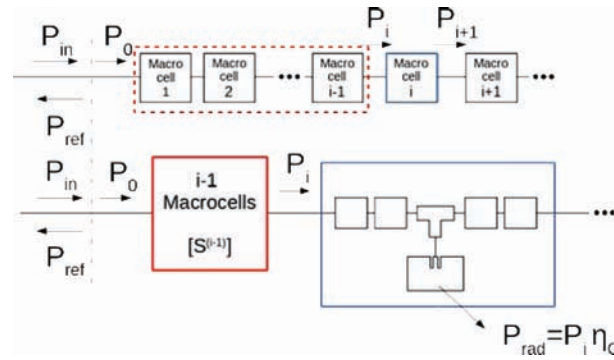 P_in P_0 P_i P_i+1
Macro cell 1
Macro cell 2
•••
Macro cell i-1
Macro cell i
Macro cell i+1
•••
P_ref
P_in P_0 P_i
i-1
Macrocells
[S^(i-1)]
•••
P_ref
P_rad=P_i η